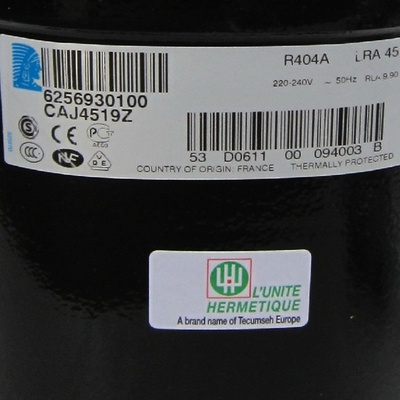 R404A LRA 45
220-240V ~ 50Hz RLA 9.90
6256930100
CAJ4519Z
53 D0611 00 094003 B
COUNTRY OF ORIGIN: FRANCE THERMALLY PROTECTED
L'UNITE
HERMETIQUE
A brand name of Tecumseh Europe